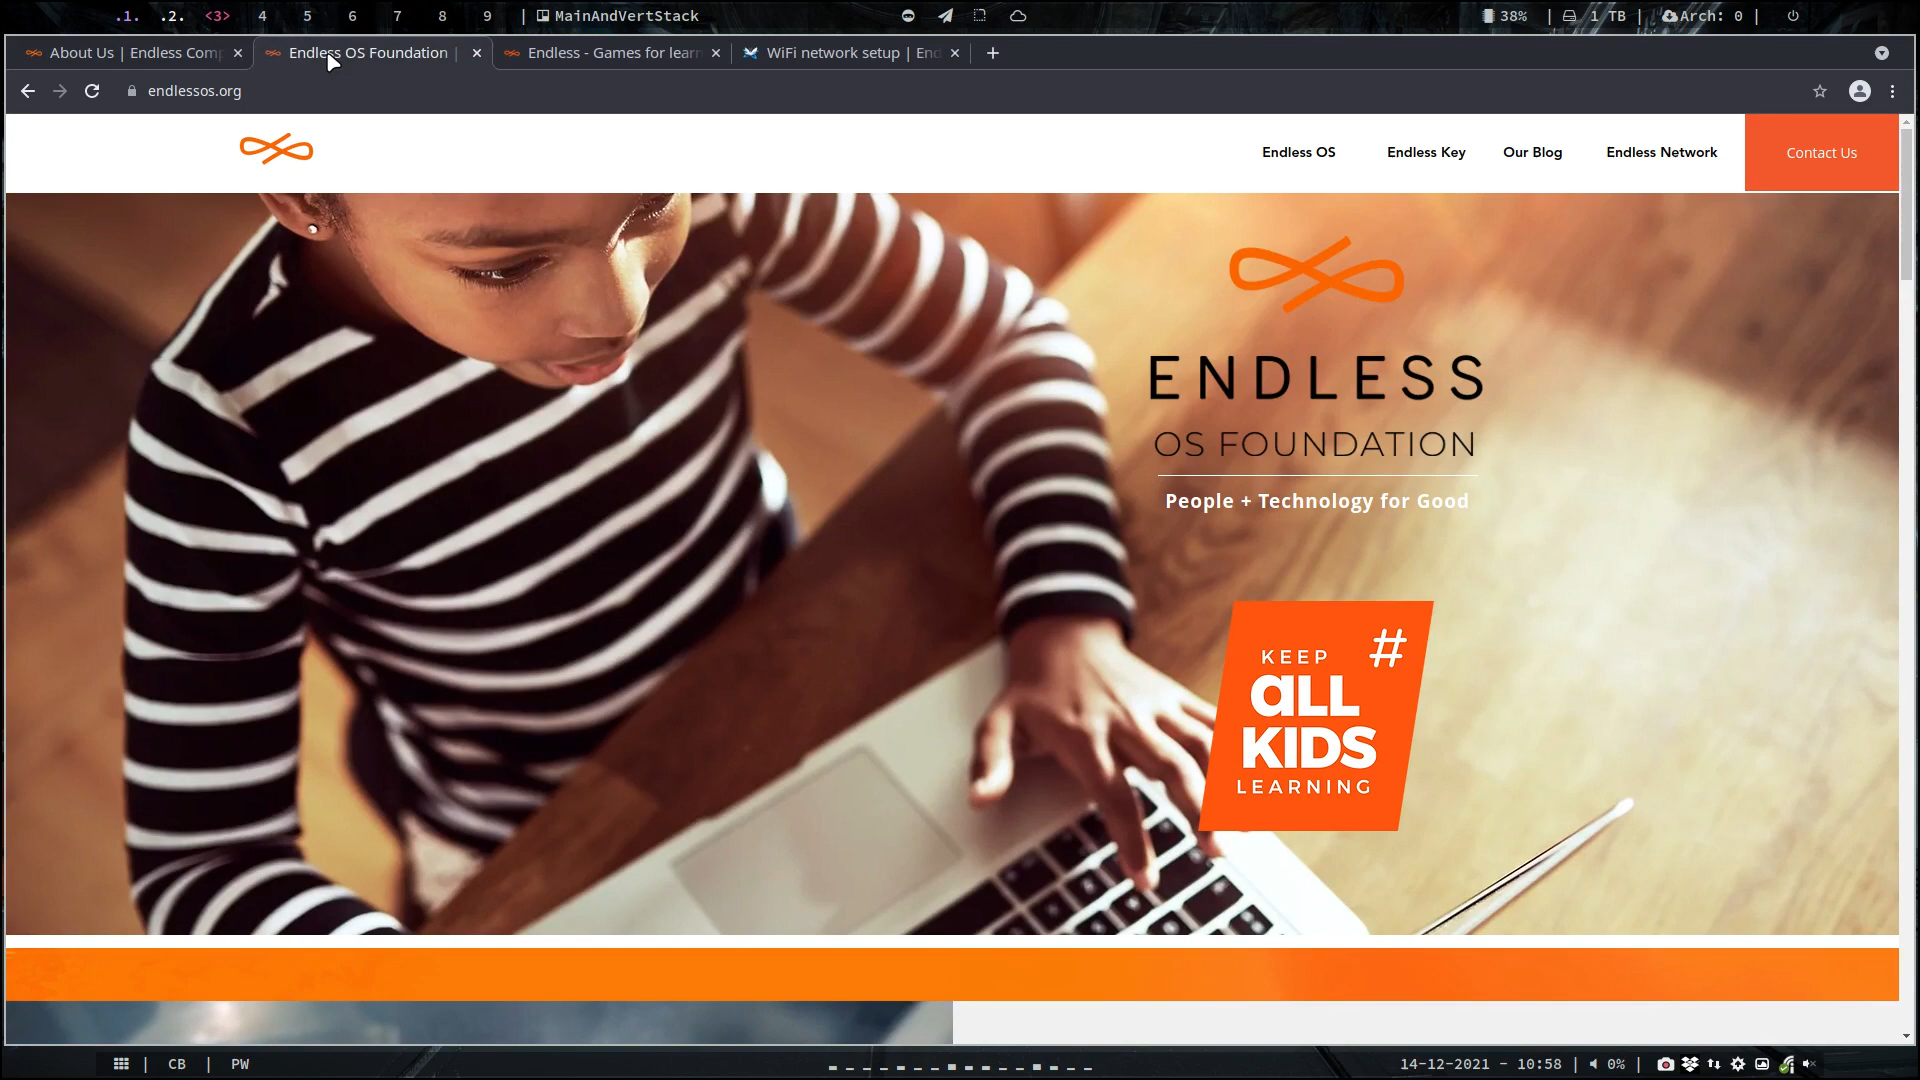 .1. .2. <3> 4 5 6 7 8 9 | MainAndVertStack
38% | 1 TB | Arch: 0 |
About Us | Endless Comp
Endless OS Foundation |
Endless - Games for learn
WiFi network setup | End
endlessos.org
Endless OS
Endless Key
Our Blog
Endless Network
Contact Us
ENDLESS
OS FOUNDATION
People + Technology for Good
KEEP #
aLL
KIDS
LEARNING
| CB | PW
14-12-2021 - 10:58 | 0% |